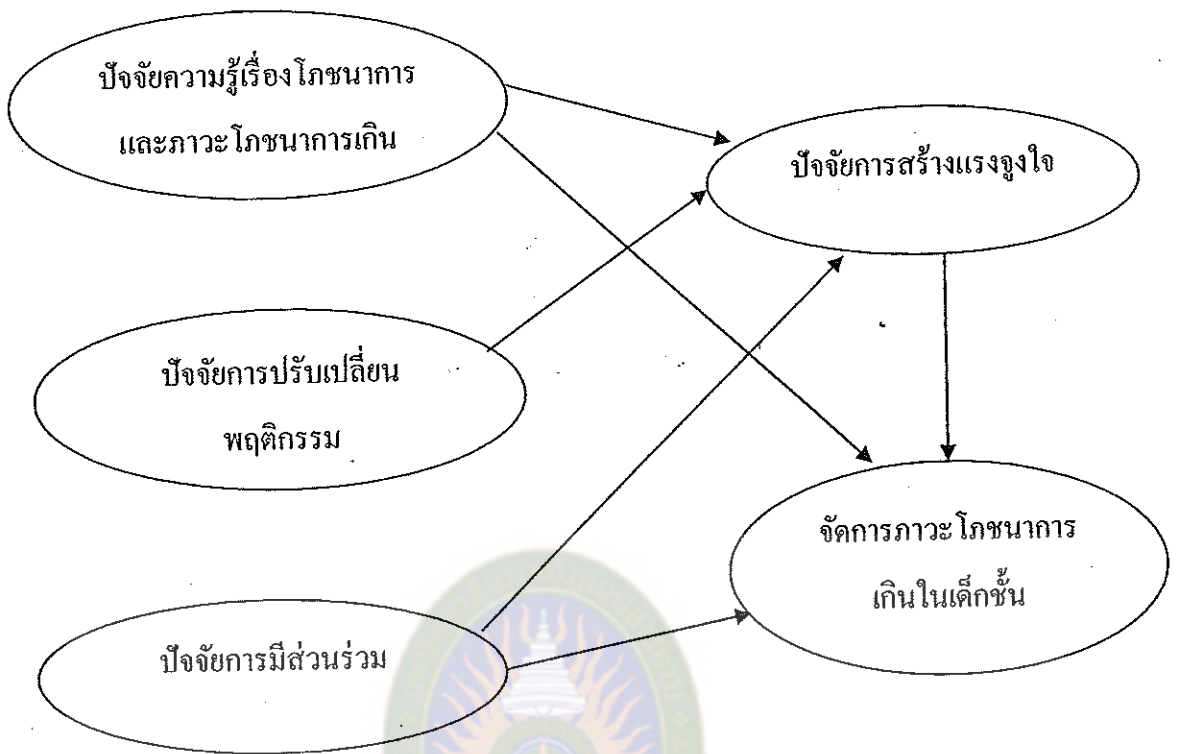 ปัจจัยความรู้เรื่องโภชนาการ
และภาวะโภชนาการเกิน
ปัจจัยการสร้างแรงจูงใจ
ปัจจัยการปรับเปลี่ยน
พฤติกรรม
จัดการภาวะโภชนาการ
เกินในเด็กชั้น
ปัจจัยการมีส่วนร่วม